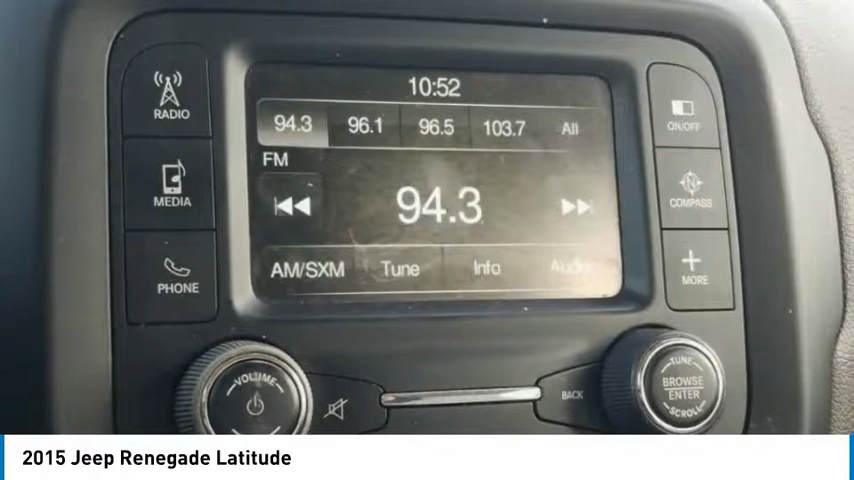 10:52
94.3 96.1 96.5 103.7 All
FM
94.3
AM/SXM Tune Info Audio
RADIO
MEDIA
PHONE
ON/OFF
N
COMPASS
MORE
VOLUME
BACK
TUNE
BROWSE
ENTER
SCROLL
2015 Jeep Renegade Latitude